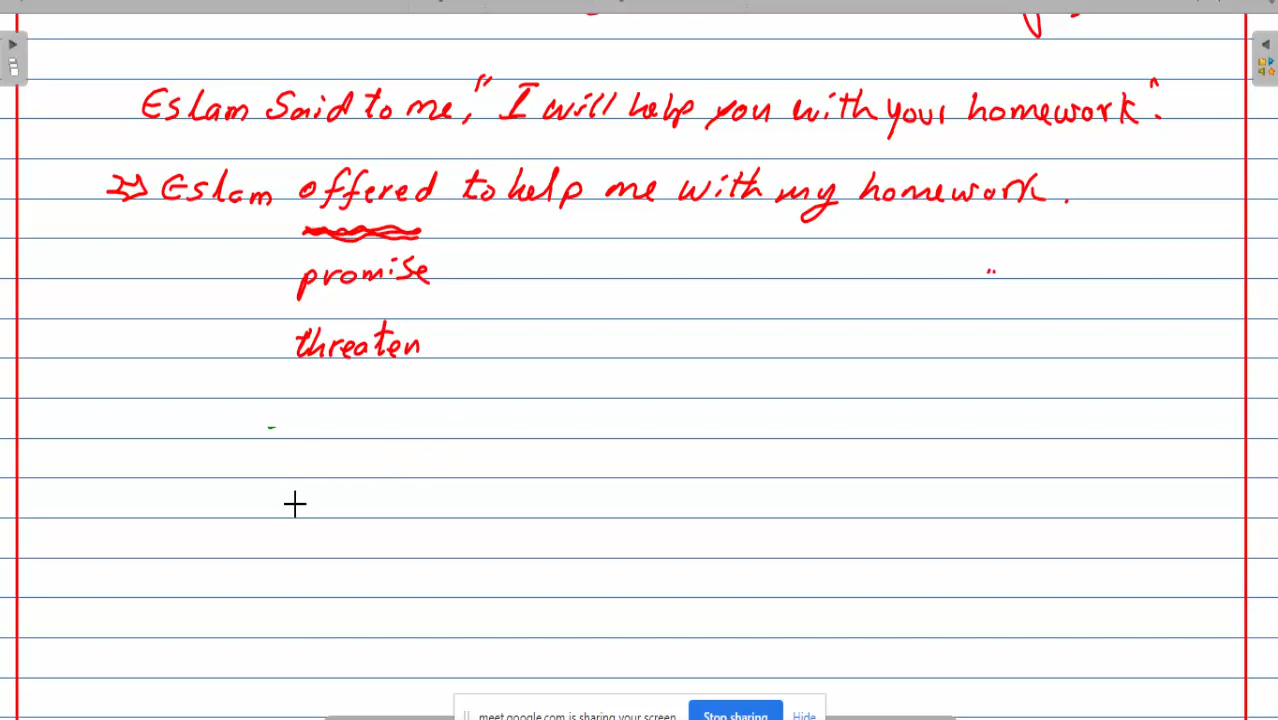 Eslam Said to me, "I will help you with your homework".
⇒ Eslam offered to help me with my homework.
promise
threaten
meet.google.com is sharing your screen. Stop sharing Hide